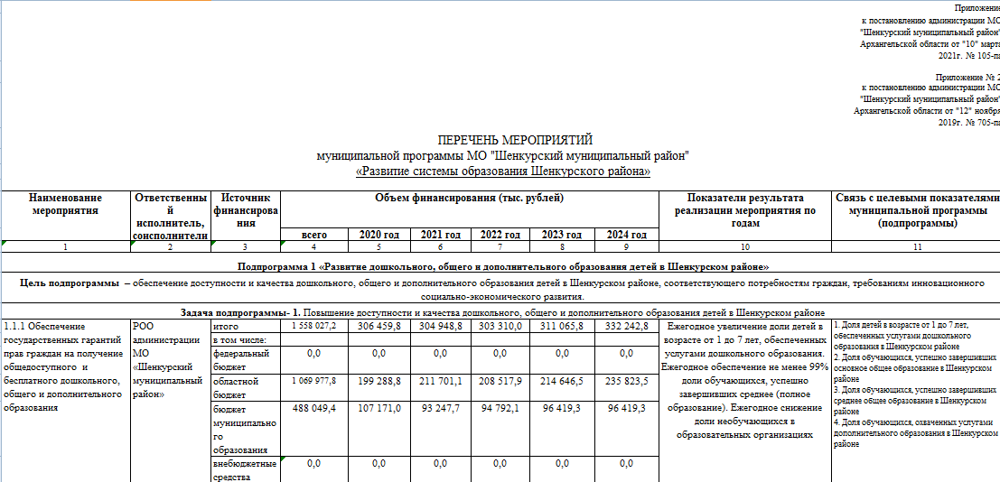 Приложение
к постановлению администрации МО
"Шенкурский муниципальный район"
Архангельской области от "10" марта
2021г. № 105-па
Приложение № 2
к постановлению администрации МО
"Шенкурский муниципальный район"
Архангельской области от "12" ноября
2019г. № 705-па
ПЕРЕЧЕНЬ МЕРОПРИЯТИЙ
муниципальной программы МО "Шенкурский муниципальный район"
«Развитие системы образования Шенкурского района»
Наименование мероприятия
Ответственны
й
исполнитель,
соисполнители
Источник
финансирова
ния
Объем финансирования (тыс. рублей)
Показатели результата
реализации мероприятия по
годам
Связь с целевыми показателями
муниципальной программы
(подпрограммы)
всего 2020 год 2021 год 2022 год 2023 год 2024 год
1 2 3 4 5 6 7 8 9 10 11
Подпрограмма 1 «Развитие дошкольного, общего и дополнительного образования детей в Шенкурском районе»
Цель подпрограммы – обеспечение доступности и качества дошкольного, общего и дополнительного образования детей в Шенкурском районе, соответствующего потребностям граждан, требованиям инновационного
социально-экономического развития.
Задача подпрограммы- 1. Повышение доступности и качества дошкольного, общего и дополнительного образования детей в Шенкурском районе
1.1.1 Обеспечение
государственных гарантий
прав граждан на получение
общедоступного и
бесплатного дошкольного,
общего и дополнительного
образования
РОО
администрации
МО
«Шенкурский
муниципальный
район»
итого 1 558 027,2 306 459,8 304 948,8 303 310,0 311 065,8 332 242,8
в том числе:
федеральный
бюджет
0,0 0,0 0,0 0,0 0,0 0,0
областной
бюджет
1 069 977,8 199 288,8 211 701,1 208 517,9 214 646,5 235 823,5
бюджет
муниципально
го
образования
488 049,4 107 171,0 93 247,7 94 792,1 96 419,3 96 419,3
внебюджетные
средства
0,0 0,0 0,0 0,0 0,0 0,0
Ежегодное увеличение доли детей в
возрасте от 1 до 7 лет, обеспеченных
услугами дошкольного образования.
Ежегодное обеспечение не менее 99%
доли обучающихся, успешно
завершивших среднее (полное
образование). Ежегодное снижение
доли необучающихся в
образовательных организациях
1. Доля детей в возрасте от 1 до 7 лет,
обеспеченных услугами дошкольного
образования в Шенкурском районе
2. Доля обучающихся, успешно завершивших
основное общее образование в Шенкурском
районе
3. Доля обучающихся, успешно завершивших
среднее общее образование в Шенкурском
районе
4. Доля обучающихся, охваченных услугами
дополнительного образования в Шенкурском
районе